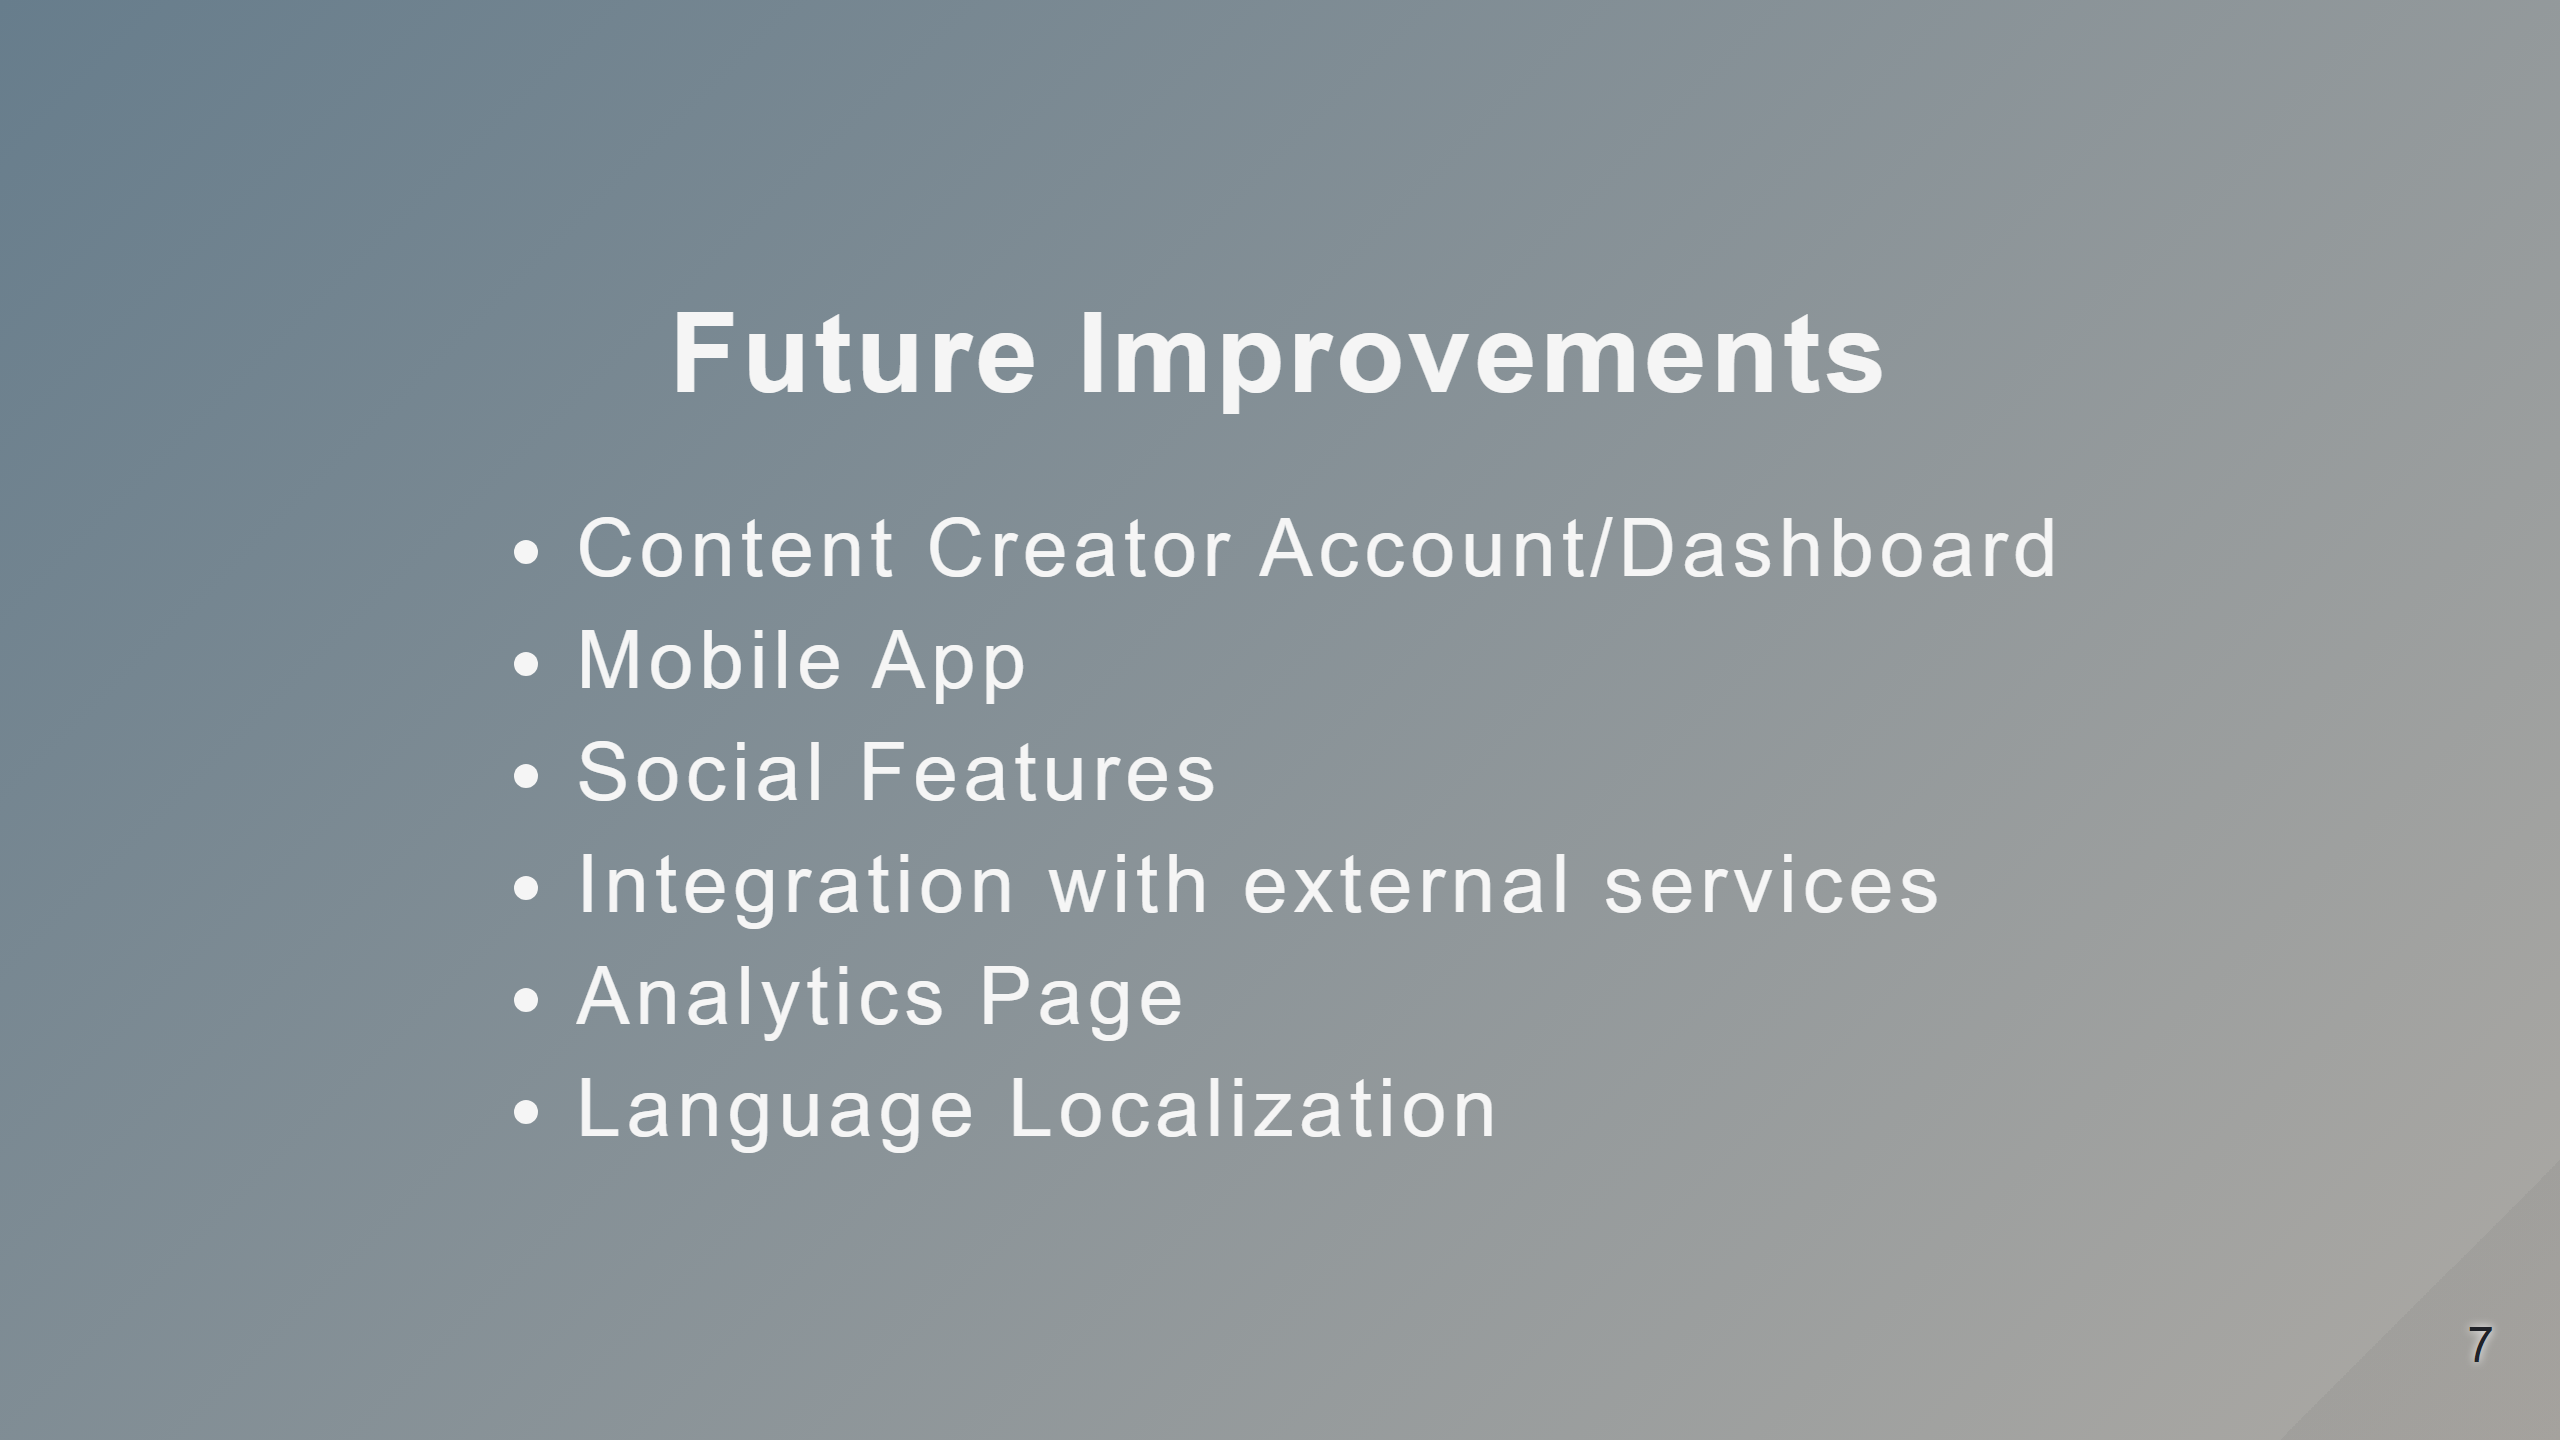 Future Improvements
• Content Creator Account/Dashboard
• Mobile App
• Social Features
• Integration with external services
• Analytics Page
• Language Localization
7